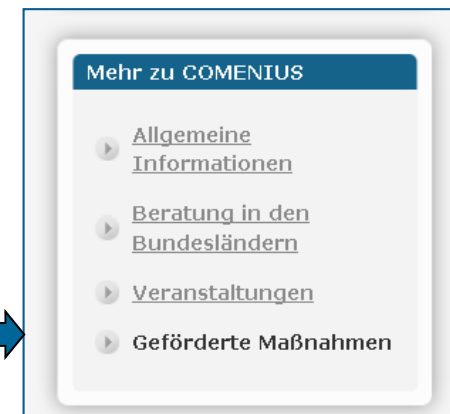 Mehr zu COMENIUS
Allgemeine
Informationen
Beratung in den
Bundesländern
Veranstaltungen
Geförderte Maßnahmen